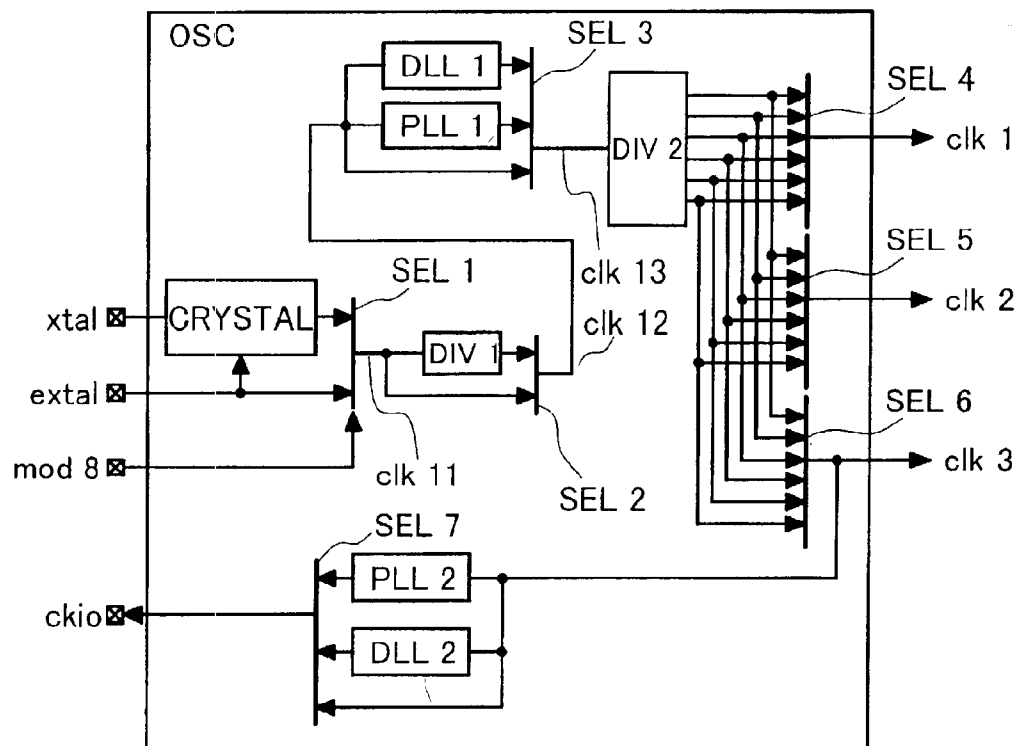 OSC
SEL 3
DLL 1
PLL 1
DIV 2
SEL 4
clk 1
clk 13
SEL 5
clk 2
SEL 1
clk 12
xtal
CRYSTAL
DIV 1
extal
SEL 6
mod 8
clk 11
SEL 2
clk 3
SEL 7
PLL 2
ckio
DLL 2